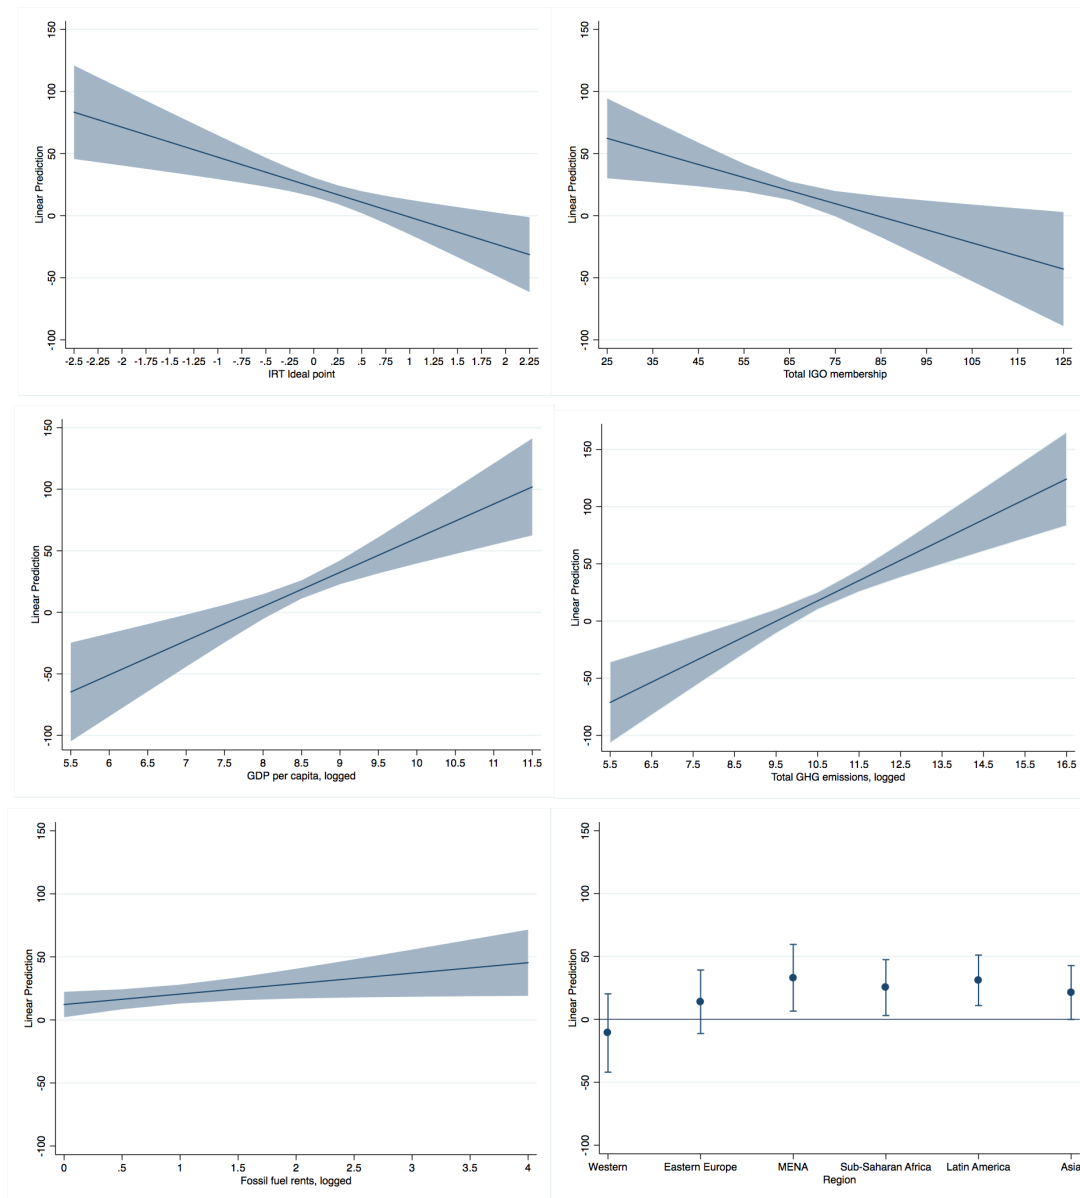 150
100
50
0
-50
-100
Linear Prediction
-2.5 -2.25 -2 -1.75 -1.5 -1.25 -1 -.75 -.5 -.25 0 .25 .5 .75 1 1.25 1.5 1.75 2 2.25
IRT Ideal point
150
100
50
0
-50
-100
Linear Prediction
25 35 45 55 65 75 85 95 105 115 125
Total IGO membership
150
100
50
0
-50
-100
Linear Prediction
5.5 6 6.5 7 7.5 8 8.5 9 9.5 10 10.5 11 11.5
GDP per capita, logged
150
100
50
0
-50
-100
Linear Prediction
5.5 6.5 7.5 8.5 9.5 10.5 11.5 12.5 13.5 14.5 15.5 16.5
Total GHG emissions, logged
150
100
50
0
-50
-100
Linear Prediction
0 .5 1 1.5 2 2.5 3 3.5 4
Fossil fuel rents, logged
150
100
50
0
-50
-100
Linear Prediction
Western Eastern Europe MENA Sub-Saharan Africa Latin America Asia
Region